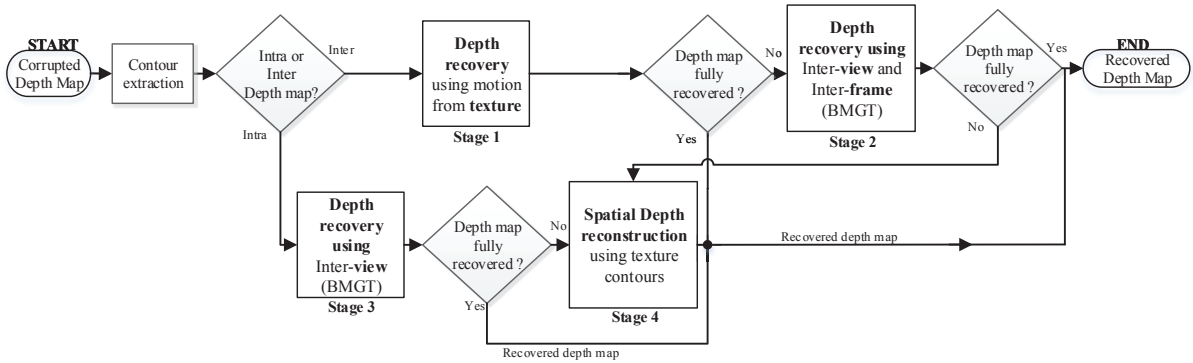 START
Corrupted
Depth Map
Contour
extraction
Intra or
Inter
Depth map?
Inter
Intra
Depth
recovery
using motion
from texture
Stage 1
Depth map
fully
recovered ?
No
Yes
Depth
recovery using
Inter-view and
Inter-frame
(BMGT)
Stage 2
Depth map
fully
recovered ?
Yes
No
END
Recovered
Depth Map
Depth
recovery
using
Inter-view
(BMGT)
Stage 3
Depth map
fully
recovered ?
No
Yes
Spatial Depth
reconstruction
using texture
contours
Stage 4
Recovered depth map
Recovered depth map